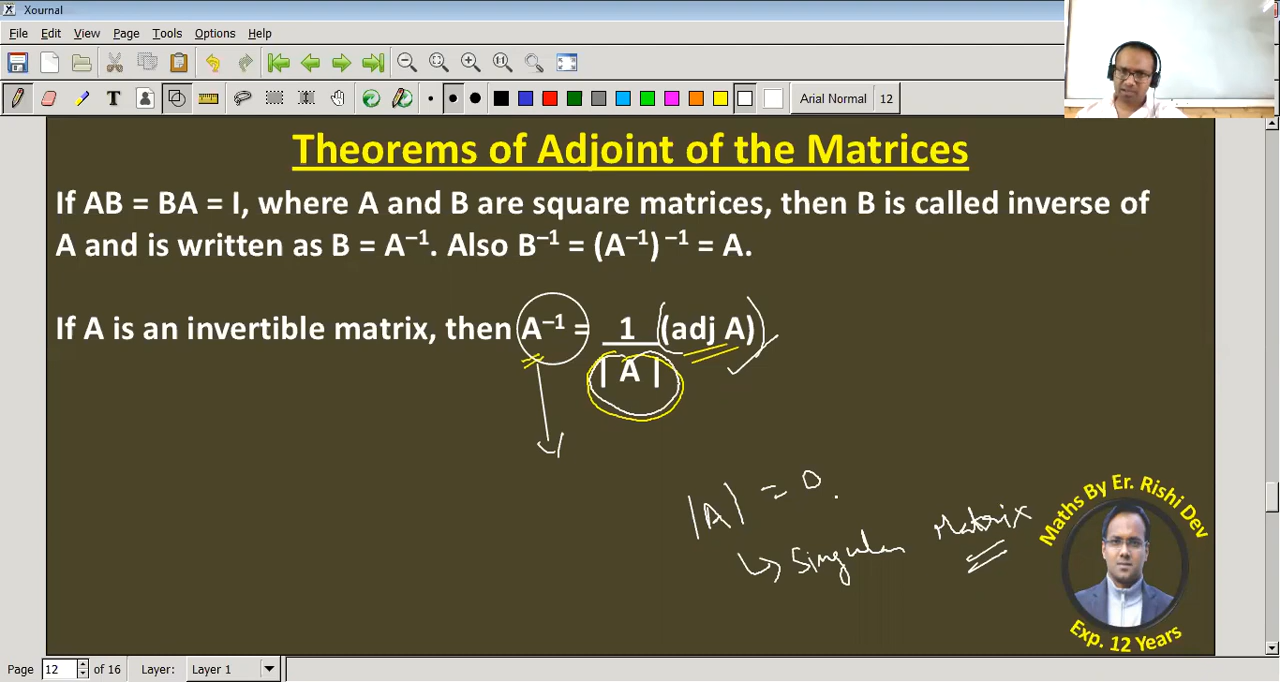 Xournal
File Edit View Page Tools Options Help
Arial Normal 12
Theorems of Adjoint of the Matrices
If AB = BA = I, where A and B are square matrices, then B is called inverse of
A and is written as B = A⁻¹. Also B⁻¹ = (A⁻¹)⁻¹ = A.
If A is an invertible matrix, then A⁻¹ = 1 (adj A)
| A |
|A| = 0.
↳ Singular Matrix
Maths By Er. Rishi Dev
Exp. 12 Years
Page 12 of 16 Layer: Layer 1